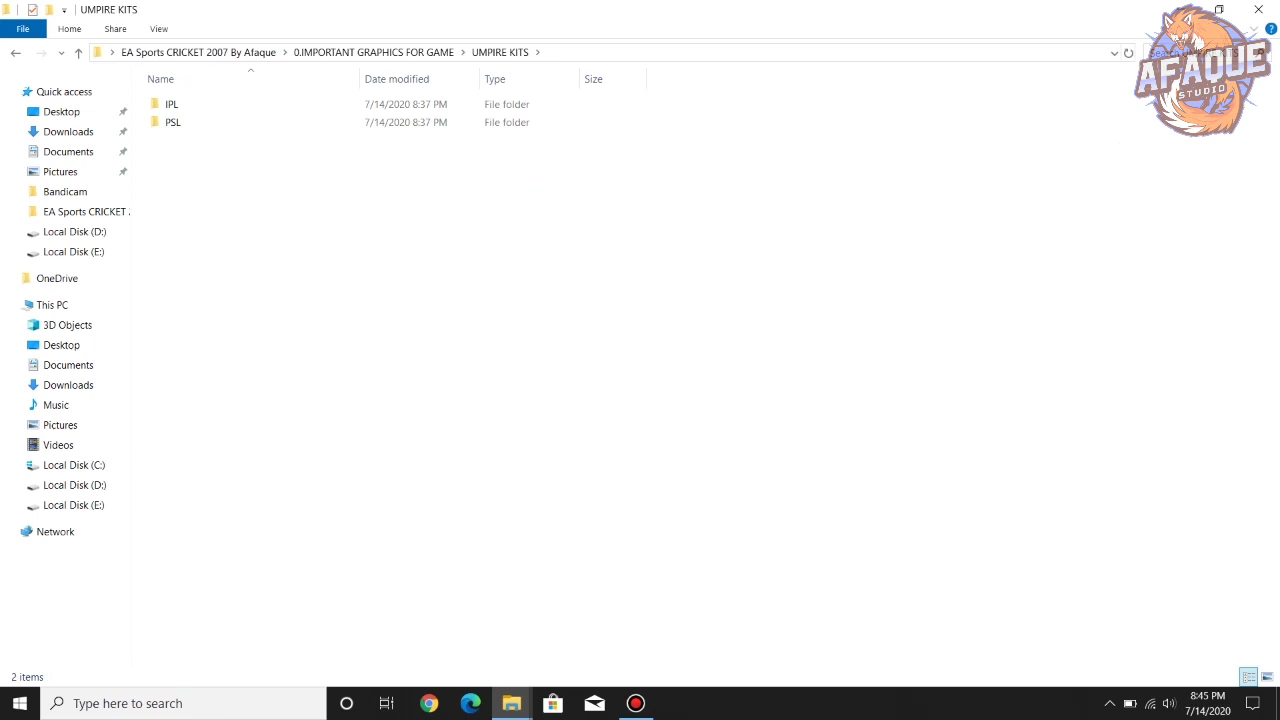 UMPIRE KITS
File Home Share View
EA Sports CRICKET 2007 By Afaque > 0.IMPORTANT GRAPHICS FOR GAME > UMPIRE KITS >
AFAQUE
STUDIO
Name Date modified Type Size
IPL 7/14/2020 8:37 PM File folder
PSL 7/14/2020 8:37 PM File folder
Quick access
Desktop
Downloads
Documents
Pictures
Bandicam
EA Sports CRICKET 2
Local Disk (D:)
Local Disk (E:)
OneDrive
This PC
3D Objects
Desktop
Documents
Downloads
Music
Pictures
Videos
Local Disk (C:)
Local Disk (D:)
Local Disk (E:)
Network
2 items
Type here to search
8:45 PM
7/14/2020